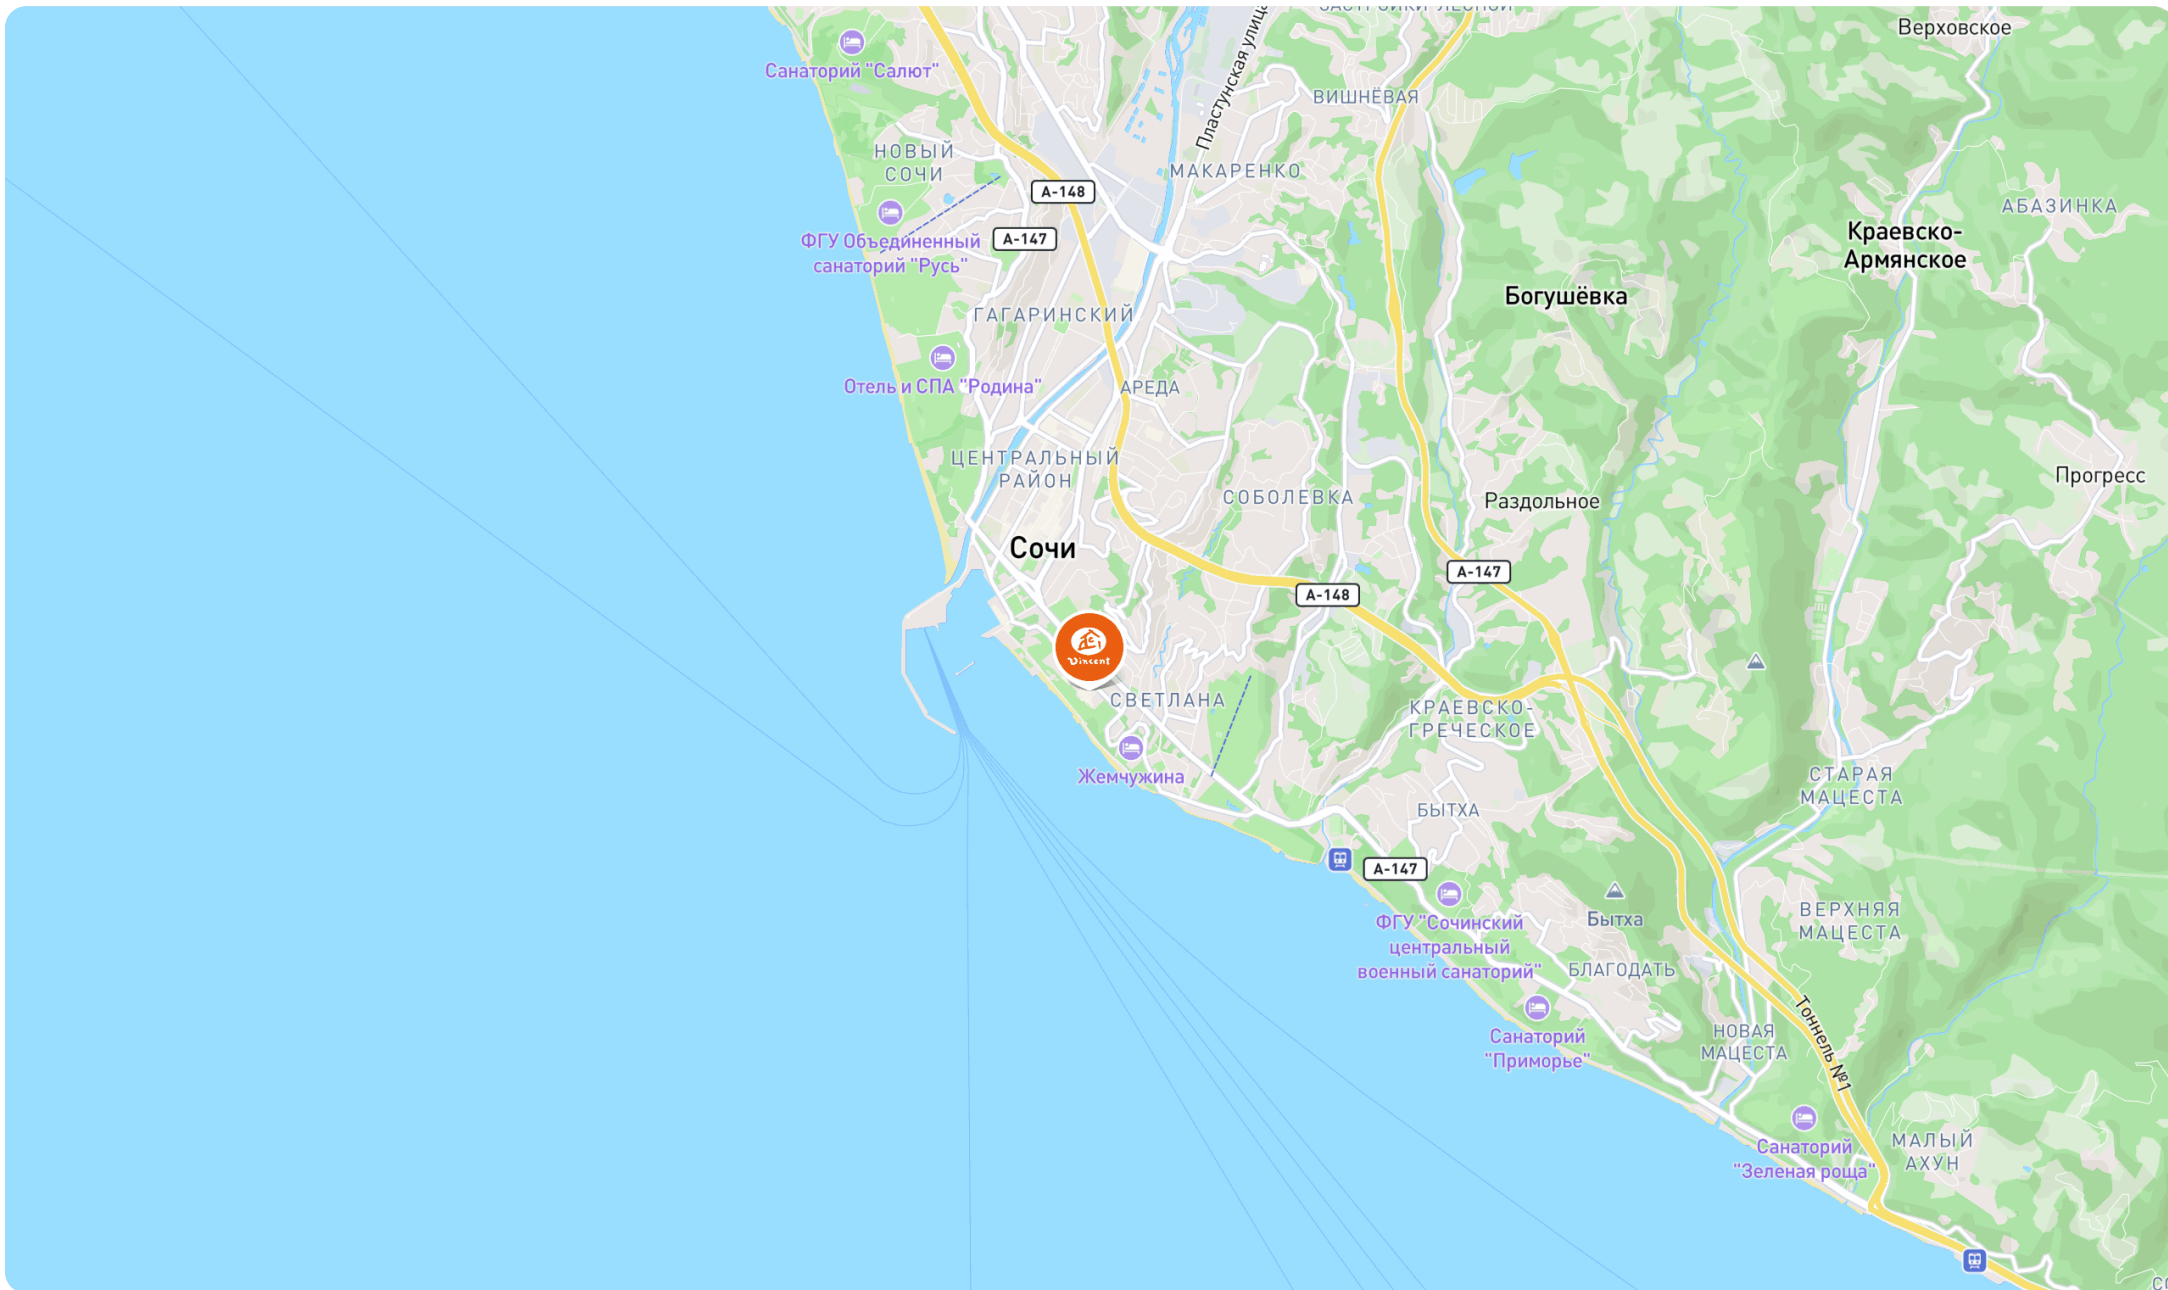 ЗАСТРОЙКИ ЛЕСНОЙ
Верховское
Санаторий "Салют"
Пластунская улица
ВИШНЁВАЯ
НОВЫЙ
СОЧИ
МАКАРЕНКО
А-148
АБАЗИНКА
ФГУ Объединенный
санаторий "Русь"
А-147
Краевско-
Армянское
Богушёвка
ГАГАРИНСКИЙ
Отель и СПА "Родина"
АРЕДА
ЦЕНТРАЛЬНЫЙ
РАЙОН
СОБОЛЕВКА
Раздольное
Прогресс
Сочи
А-147
А-148
Vincent
СВЕТЛАНА
КРАЕВСКО-
ГРЕЧЕСКОЕ
Жемчужина
СТАРАЯ
МАЦЕСТА
БЫТХА
А-147
ФГУ "Сочинский
центральный
военный санаторий"
Бытха
ВЕРХНЯЯ
МАЦЕСТА
БЛАГОДАТЬ
Санаторий
"Приморье"
НОВАЯ
МАЦЕСТА
Тоннель №1
Санаторий
"Зеленая роща"
МАЛЫЙ
АХУН